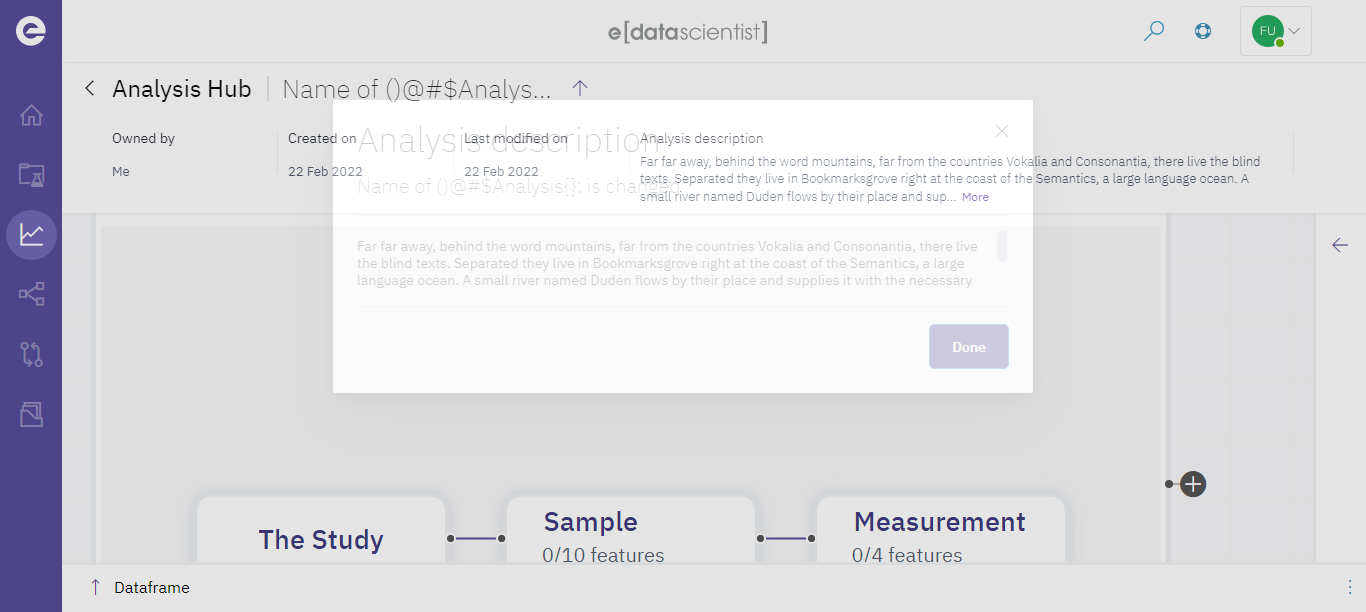 e[datascientist]
FU
Analysis Hub
Name of ()@#$Analys...
Owned by
Me
Created on
22 Feb 2022
Last modified on
22 Feb 2022
Analysis description
Far far away, behind the word mountains, far from the countries Vokalia and Consonantia, there live the blind
texts. Separated they live in Bookmarksgrove right at the coast of the Semantics, a large language ocean. A
small river named Duden flows by their place and sup... More
Analysis description
Name of ()@#$Analysis{}: is changed
Far far away, behind the word mountains, far from the countries Vokalia and Consonantia, there live
the blind texts. Separated they live in Bookmarksgrove right at the coast of the Semantics, a large
language ocean. A small river named Duden flows by their place and supplies it with the necessary
Done
The Study
Sample
0/10 features
Measurement
0/4 features
Dataframe